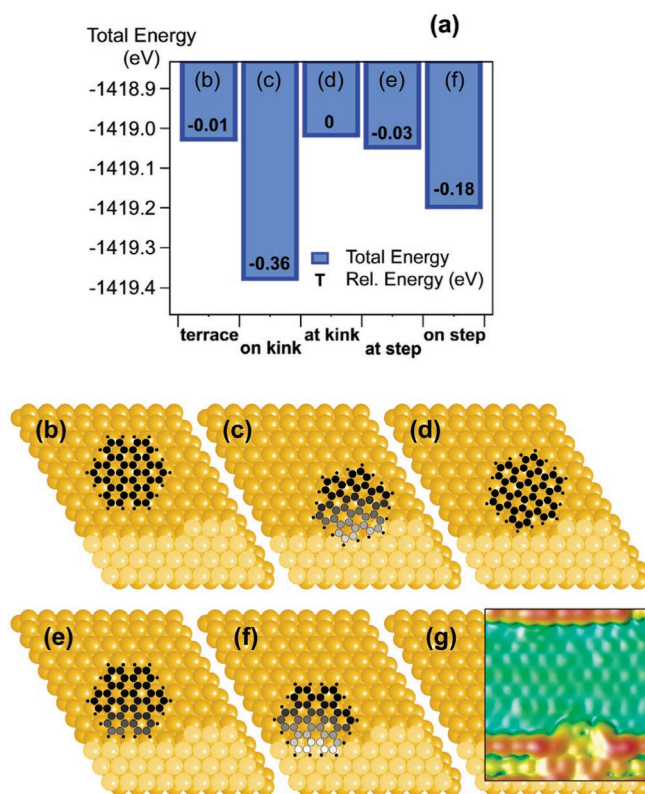 (a)
Total Energy
(eV)
(b) (c) (d) (e) (f)
-1418.9
-1419.0
-1419.1
-1419.2
-1419.3
-1419.4
-0.01
-0.36
0
-0.03
-0.18
Total Energy
T Rel. Energy (eV)
terrace on kink at kink at step on step
(b) (c) (d)
(e) (f) (g)